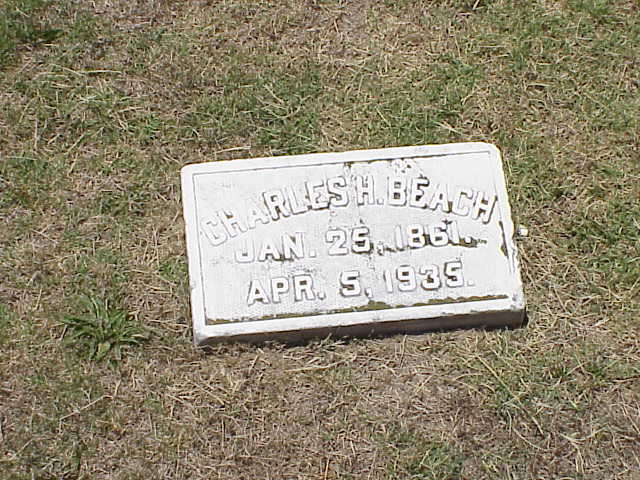 CHARLES H. BEACH
JAN. 25, 1861.
APR. 5, 1935.